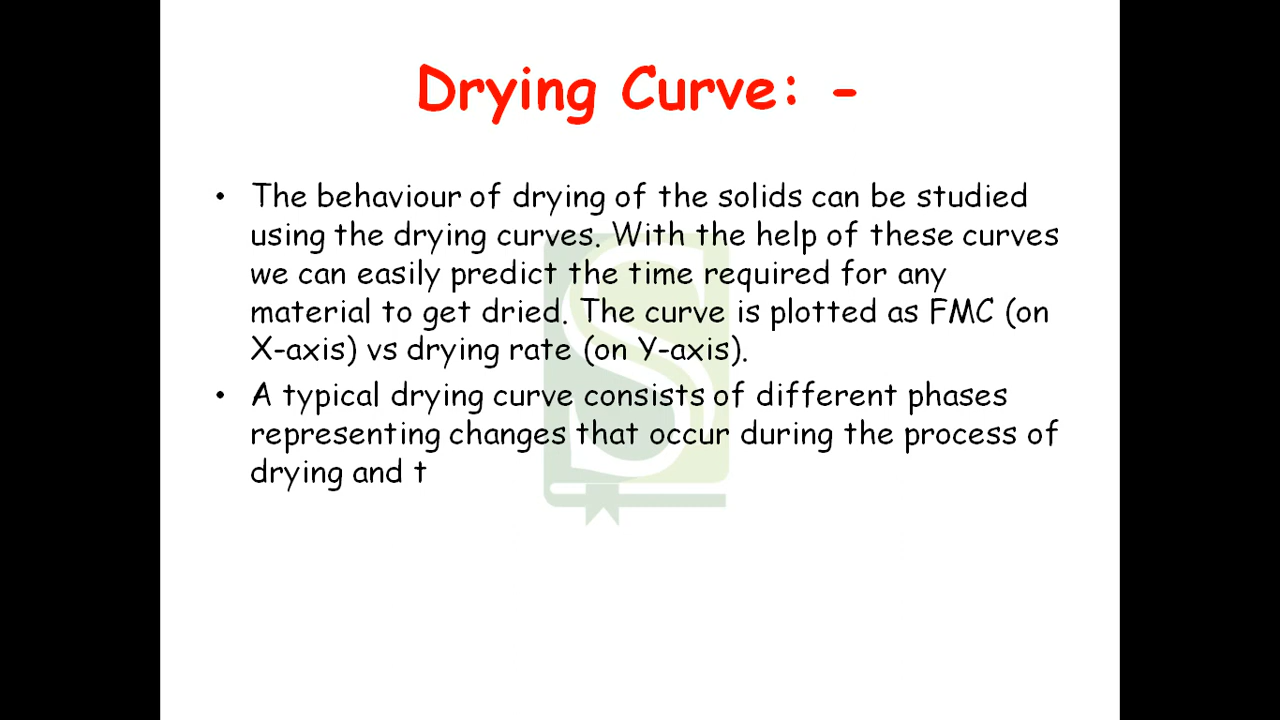 Drying Curve: -
• The behaviour of drying of the solids can be studied
using the drying curves. With the help of these curves
we can easily predict the time required for any
material to get dried. The curve is plotted as FMC (on
X-axis) vs drying rate (on Y-axis).
• A typical drying curve consists of different phases
representing changes that occur during the process of
drying and t